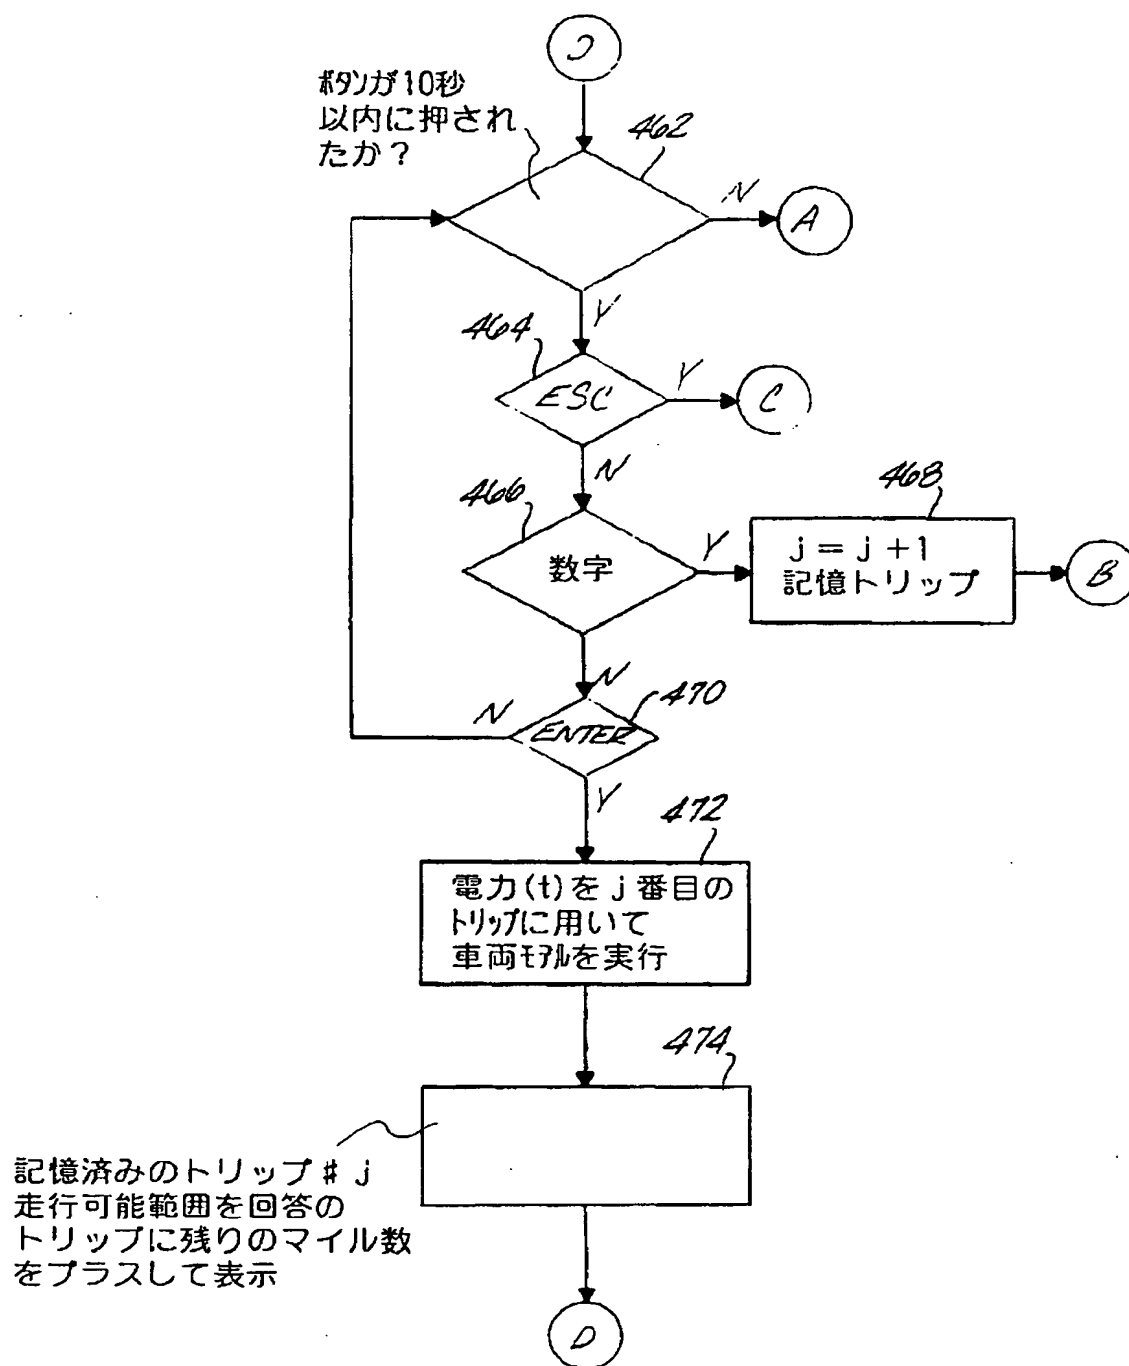 D
ボタンが10秒
以内に押され
たか?
462
N
A
Y
464
ESC
Y
C
N
466
数字
Y
468
j=j+1
記憶トリップ
B
N
470
ENTER
N
Y
472
電力(t)をj番目の
トリップに用いて
車両モデルを実行
474
記憶済みのトリップ#j
走行可能範囲を回答の
トリップに残りのマイル数
をプラスして表示
D